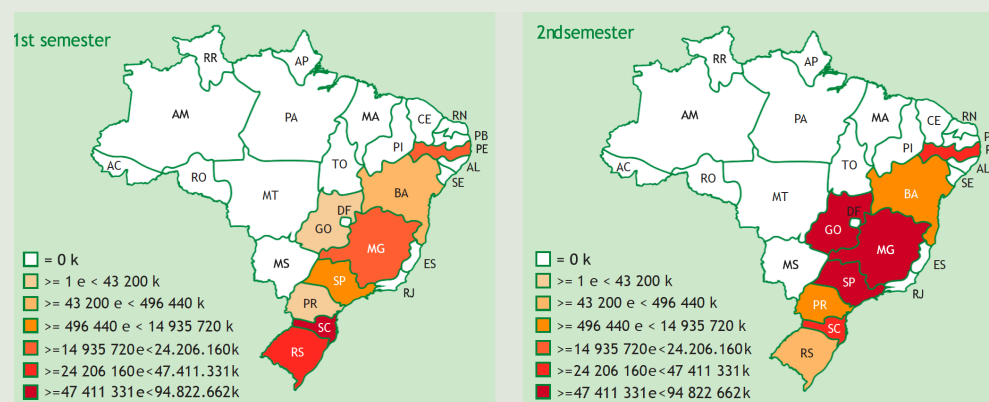 1st semester
RR
AP
AM
PA
MA
CE
RN
PB
PE
PI
AL
SE
AC
RO
TO
BA
MT
DF
GO
MG
MS
ES
SP
RJ
PR
SC
RS
= 0 k
>= 1 e < 43 200 k
>= 43 200 e < 496 440 k
>= 496 440 e < 14 935 720 k
>=14 935 720e<24.206.160k
>=24 206 160e<47.411.331k
>=47 411 331e<94.822.662k
2ndsemester
RR
AP
AM
PA
MA
CE
RN
P
P
PI
AL
SE
AC
RO
TO
BA
MT
DF
GO
MG
MS
ES
SP
RJ
PR
SC
RS
= 0 k
>= 1 e < 43 200 k
>= 43 200 e < 496 440k
>= 496 440 e < 14 935 720 k
>=14 935 720e<24.206.160k
>=24 206 160e<47 411 331k
>=47 411 331e<94 822 662k